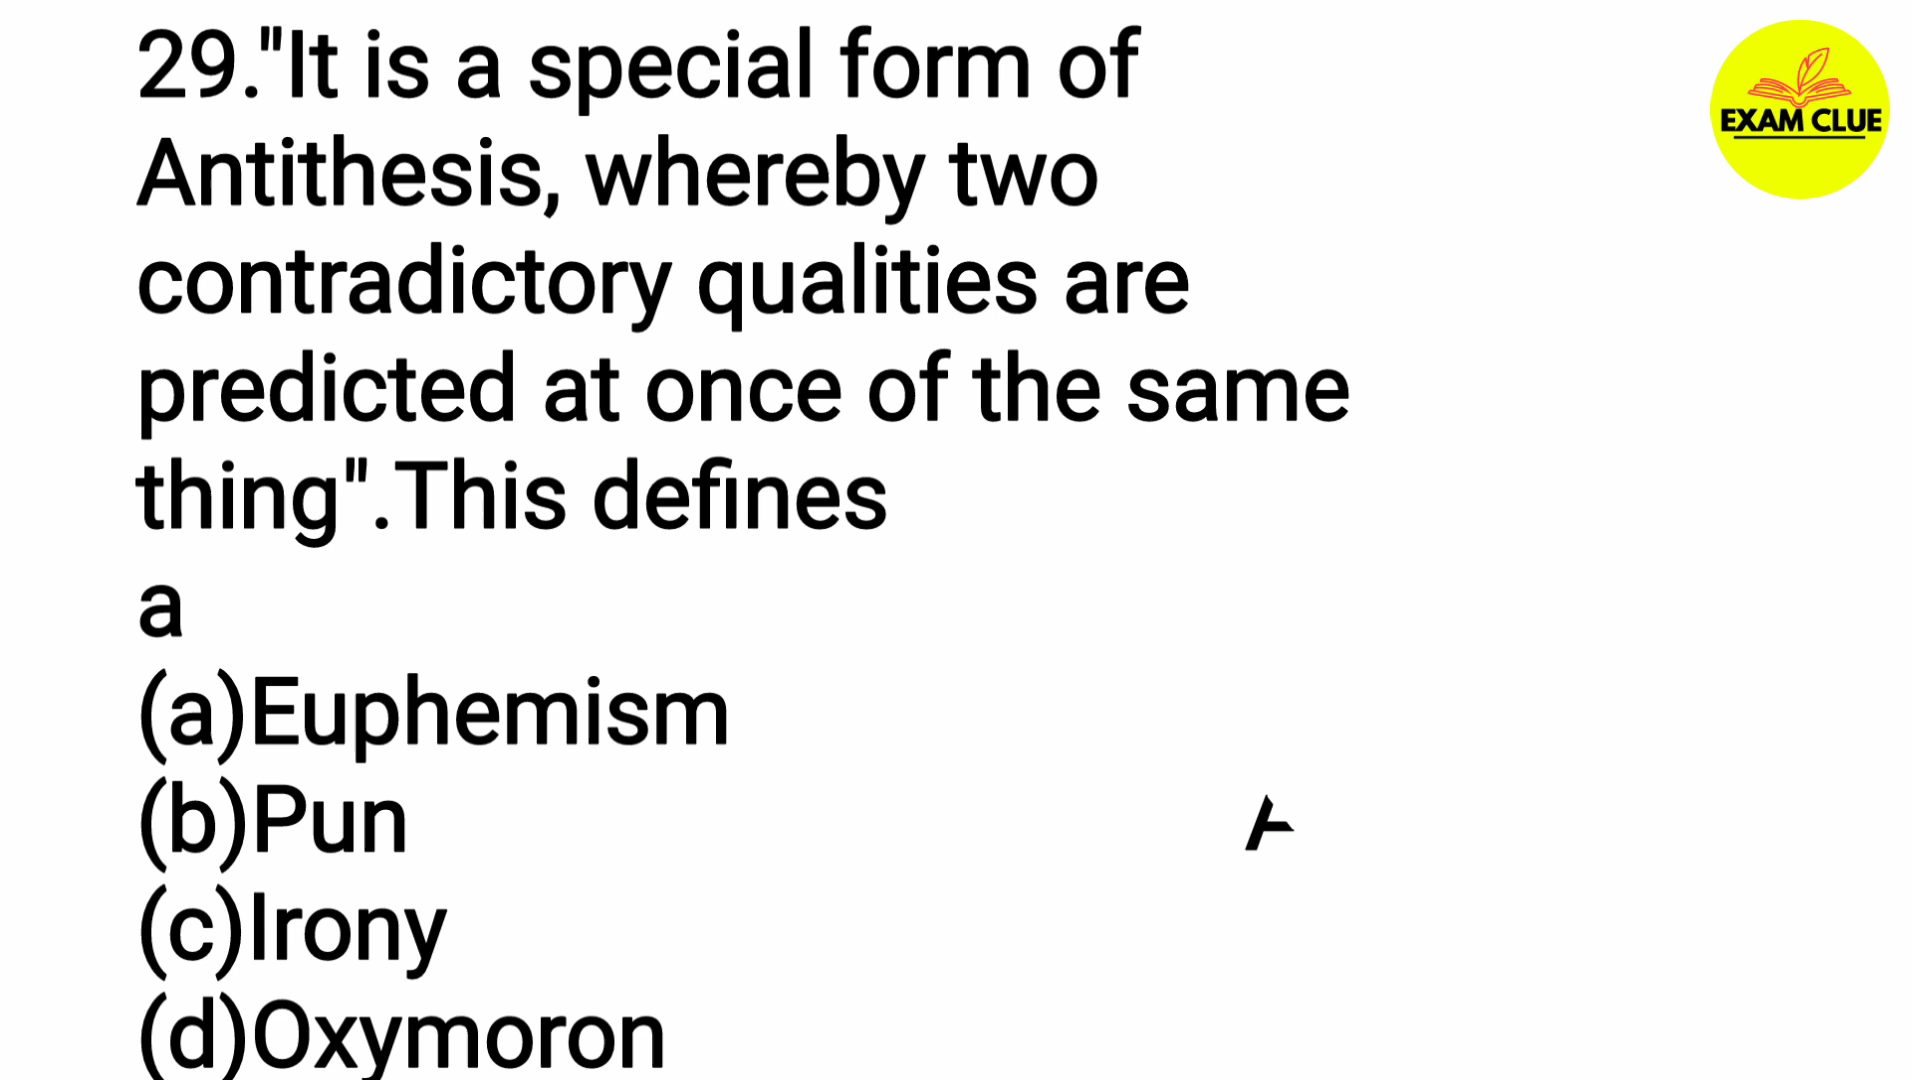 29."It is a special form of
Antithesis, whereby two
contradictory qualities are
predicted at once of the same
thing".This defines
a
(a)Euphemism
(b)Pun
(c)Irony
(d)Oxymoron
EXAM CLUE